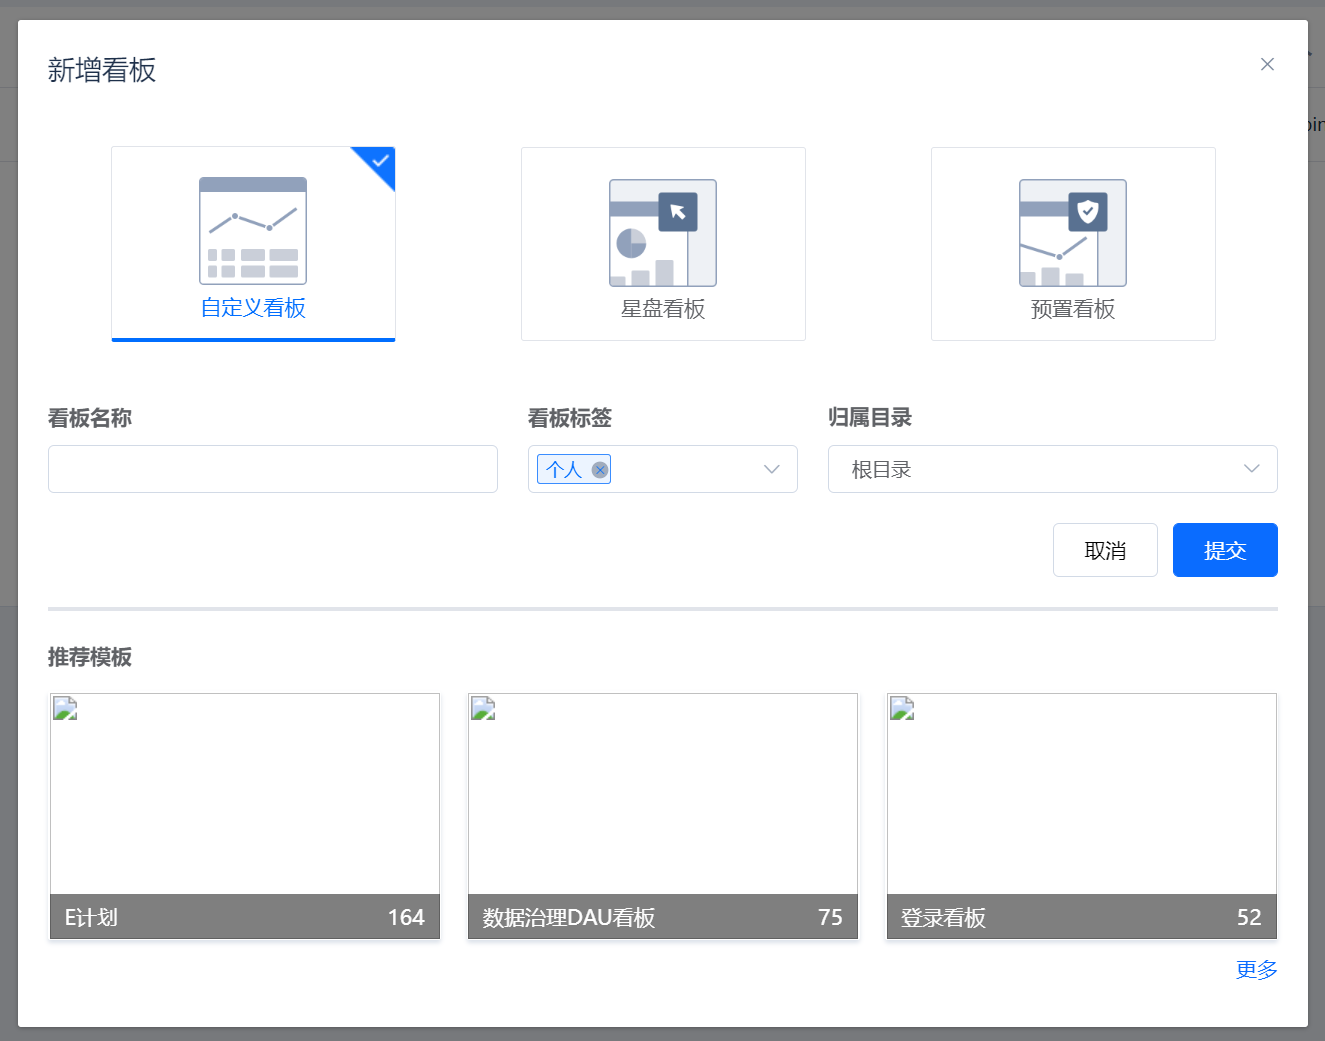 新增看板
自定义看板
星盘看板
预置看板
看板名称
看板标签
归属目录
个人
根目录
取消
提交
推荐模板
E计划 164
数据治理DAU看板 75
登录看板 52
更多